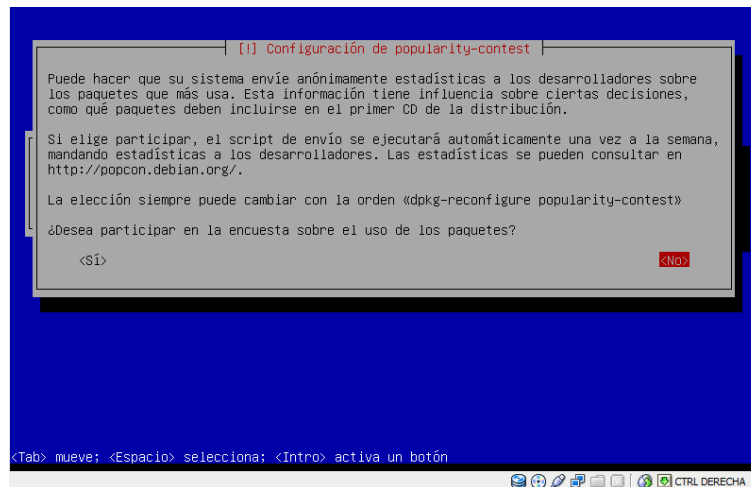 [!] Configuración de popularity-contest
Puede hacer que su sistema envíe anónimamente estadísticas a los desarrolladores sobre
los paquetes que más usa. Esta información tiene influencia sobre ciertas decisiones,
como qué paquetes deben incluirse en el primer CD de la distribución.
Si elige participar, el script de envío se ejecutará automáticamente una vez a la semana,
mandando estadísticas a los desarrolladores. Las estadísticas se pueden consultar en
http://popcon.debian.org/.
La elección siempre puede cambiar con la orden «dpkg-reconfigure popularity-contest»
¿Desea participar en la encuesta sobre el uso de los paquetes?
<Sí> <No>
<Tab> mueve; <Espacio> selecciona; <Intro> activa un botón
CTRL DERECHA